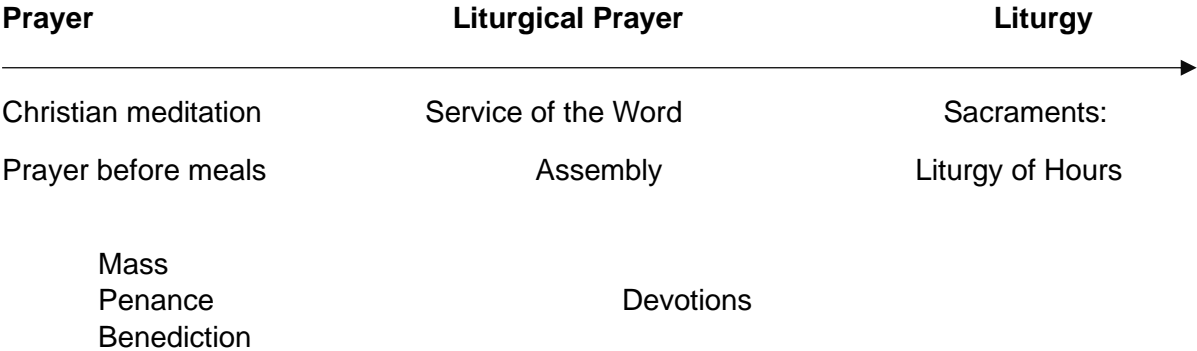 Prayer Liturgical Prayer Liturgy
Christian meditation Service of the Word Sacraments:
Prayer before meals Assembly Liturgy of Hours
Mass
Penance Devotions
Benediction